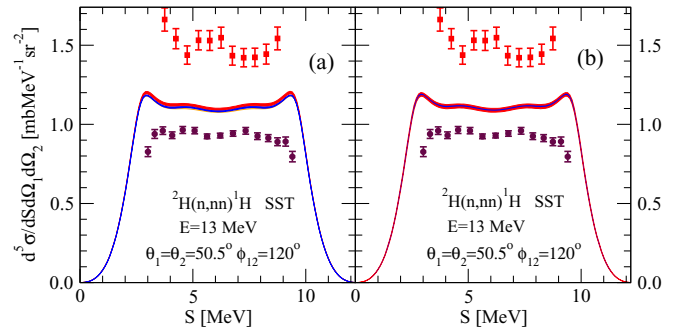 1.5
1.0
0.5
0.0
d⁵σ/dSdΩ₁dΩ₂ [mbMeV⁻¹sr⁻²]
(a)
²H(n,nn)¹H SST
E=13 MeV
θ₁=θ₂=50.5° ϕ₁₂=120°
0 5 10
S [MeV]
(b)
²H(n,nn)¹H SST
E=13 MeV
θ₁=θ₂=50.5° ϕ₁₂=120°
0 5 10
S [MeV]
1.5
1.0
0.5
0.0